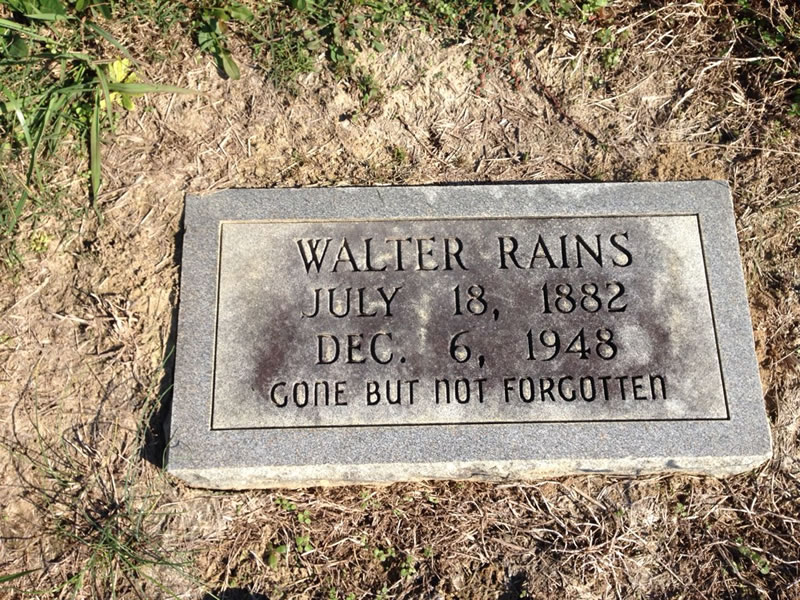 WALTER RAINS
JULY 18, 1882
DEC. 6, 1948
GONE BUT NOT FORGOTTEN